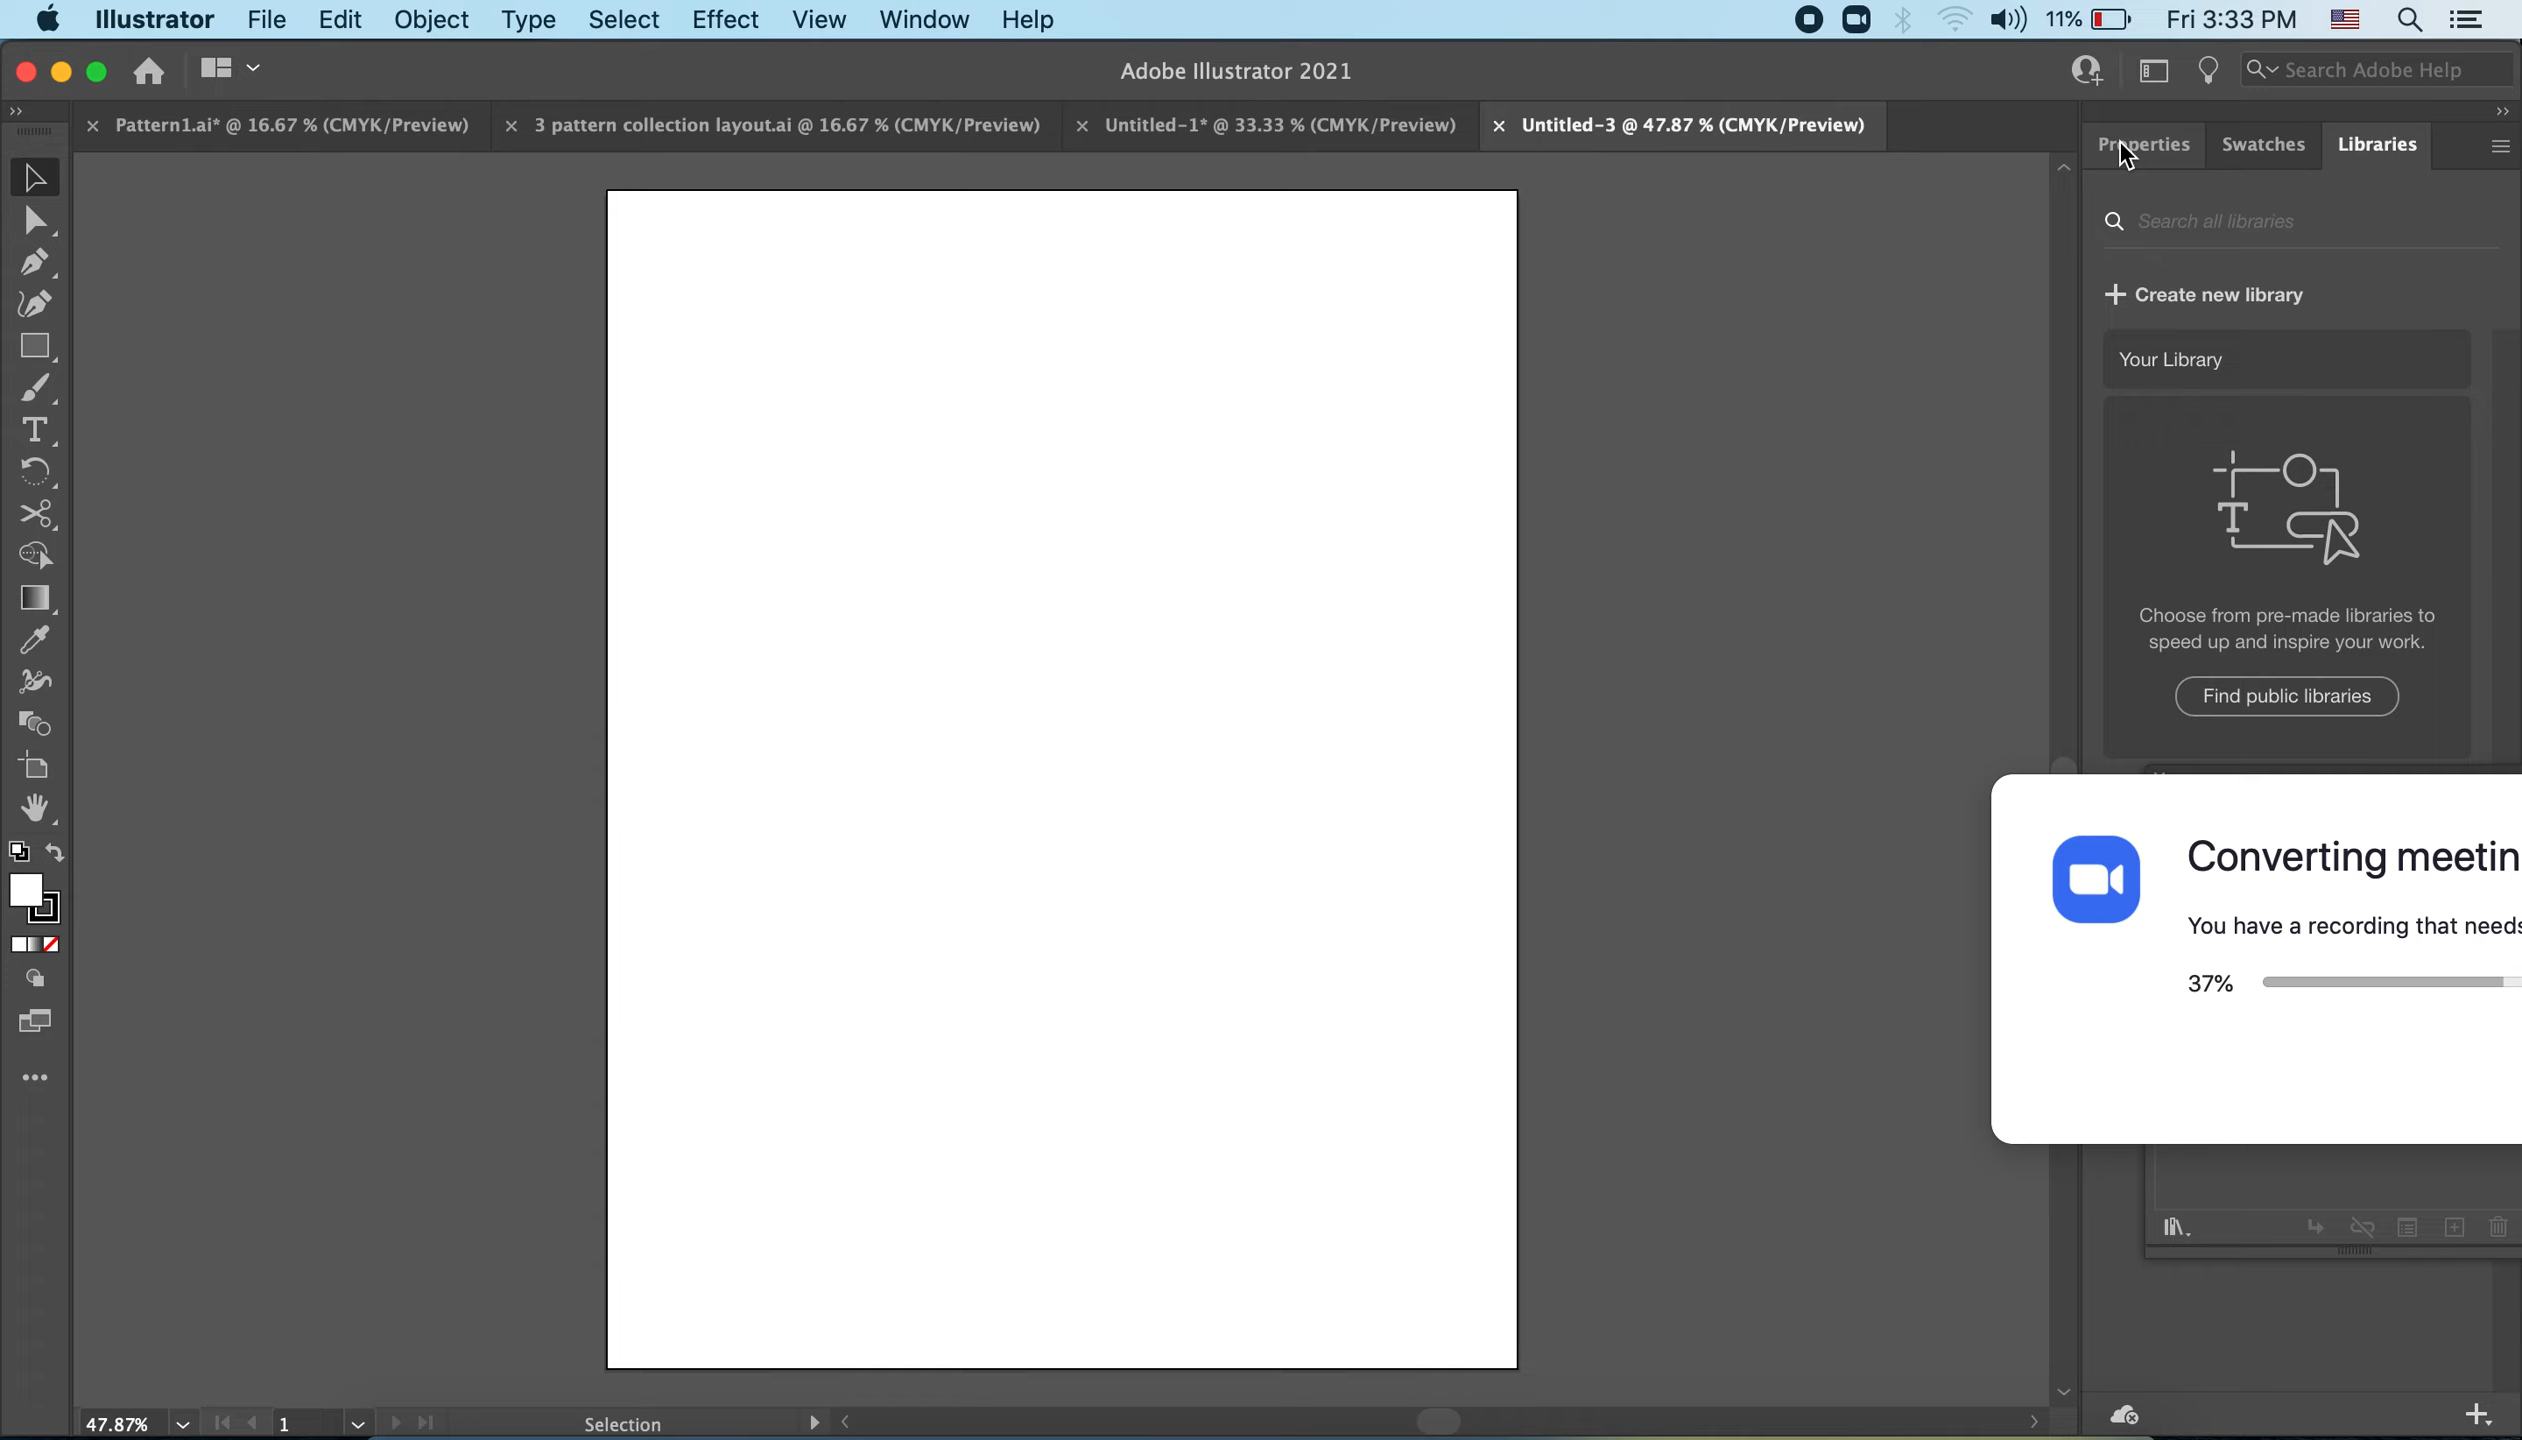 Illustrator File Edit Object Type Select Effect View Window Help 11% Fri 3:33 PM
Adobe Illustrator 2021 Search Adobe Help
Pattern1.ai* @ 16.67 % (CMYK/Preview) 3 pattern collection layout.ai @ 16.67 % (CMYK/Preview) Untitled-1* @ 33.33 % (CMYK/Preview) Untitled-3 @ 47.87 % (CMYK/Preview)
Properties Swatches Libraries
Search all libraries
Create new library
Your Library
Choose from pre-made libraries to
speed up and inspire your work.
Find public libraries
Converting meetin
You have a recording that needs
37%
47.87% 1 Selection